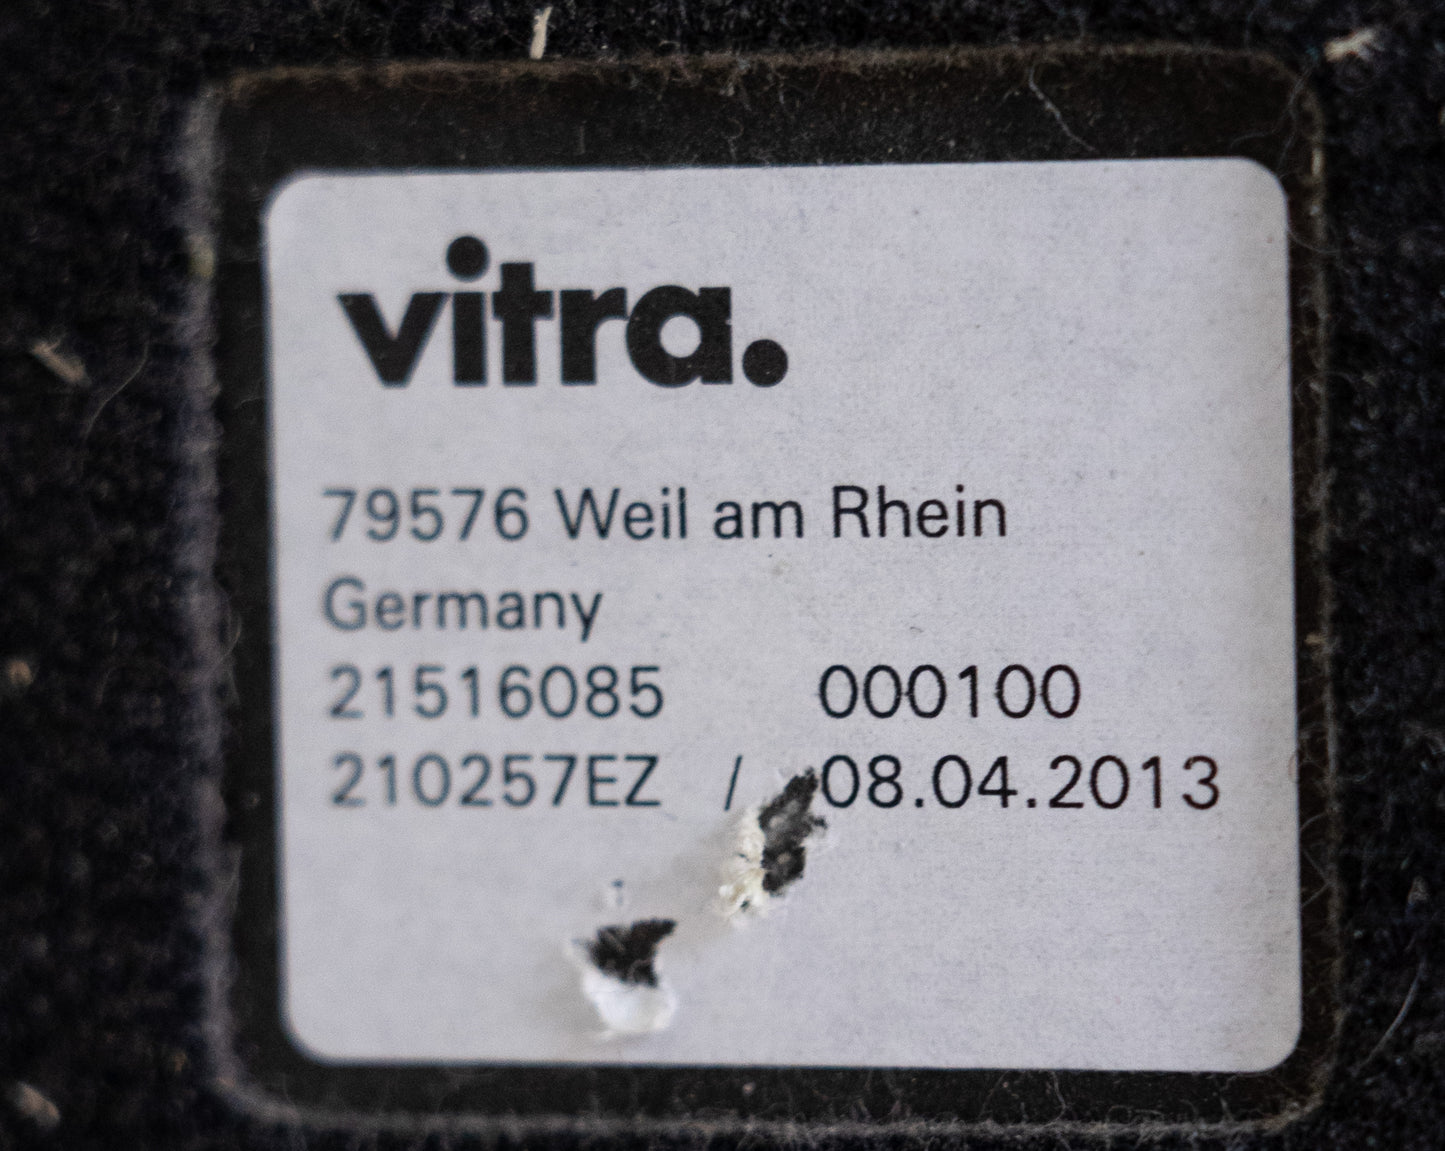 vitra.
79576 Weil am Rhein
Germany
21516085 000100
210257EZ / 08.04.2013